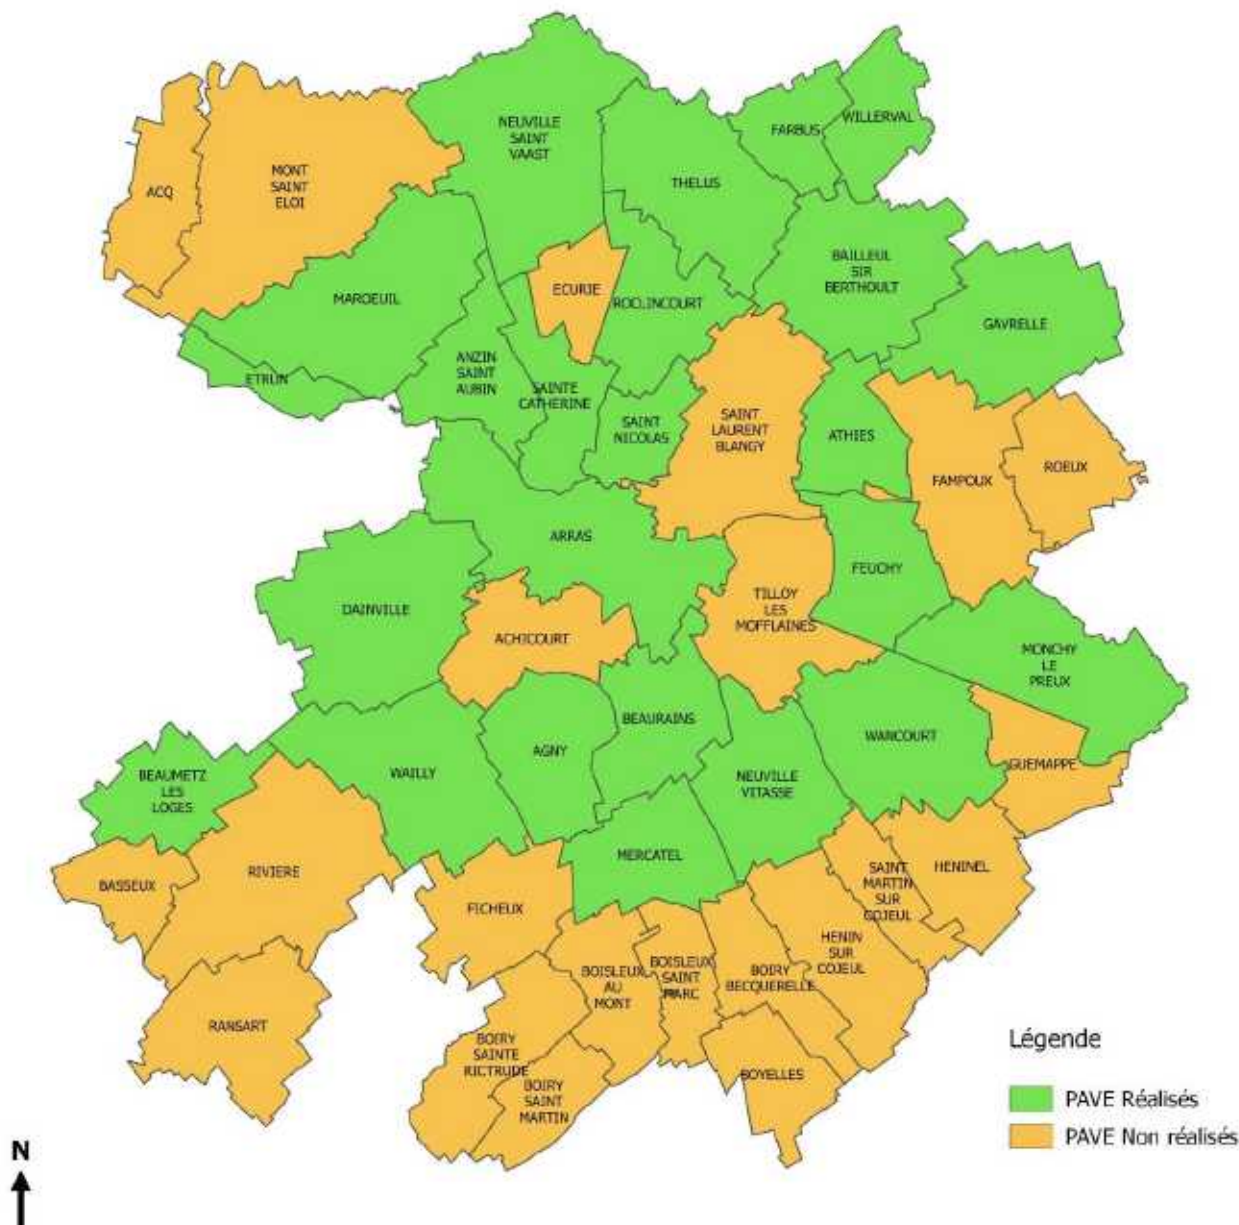 NEUVILLE
SAINT
VAAST
FARBUS
WILLERVAL
THELUS
ACQ
MONT
SAINT
ELOI
MAROEUIL
ECURIE
ROCLINCOURT
BAILLEUL
SIR
BERTHOULT
GAVRELLE
ETRUN
ANZIN
SAINT
AUBIN
SAINTE
CATHERINE
SAINT
NICOLAS
SAINT
LAURENT
BLANGY
ATHIES
FAMPOUX
ROEUX
ARRAS
FEUCHY
DAINVILLE
ACHICOURT
TILLOY
LES
MOFFLAINES
MONCHY
LE
PREUX
BEAURAINS
WANCOURT
AGNY
WAILLY
NEUVILLE
VITASSE
GUEMAPPE
BEAUMETZ
LES
LOGES
MERCATEL
BASSEUX
RIVIERE
FICHEUX
SAINT
MARTIN
SUR
COJEUL
HENINEL
HENIN
SUR
COJEUL
BOISLEUX
AU
MONT
BOISLEUX
SAINT
MARC
BOIRY
BECQUERELLE
RANSART
BOIRY
SAINTE
RICTRUDE
BOIRY
SAINT
MARTIN
BOYELLES
Légende
PAVE Réalisés
PAVE Non réalisés
N